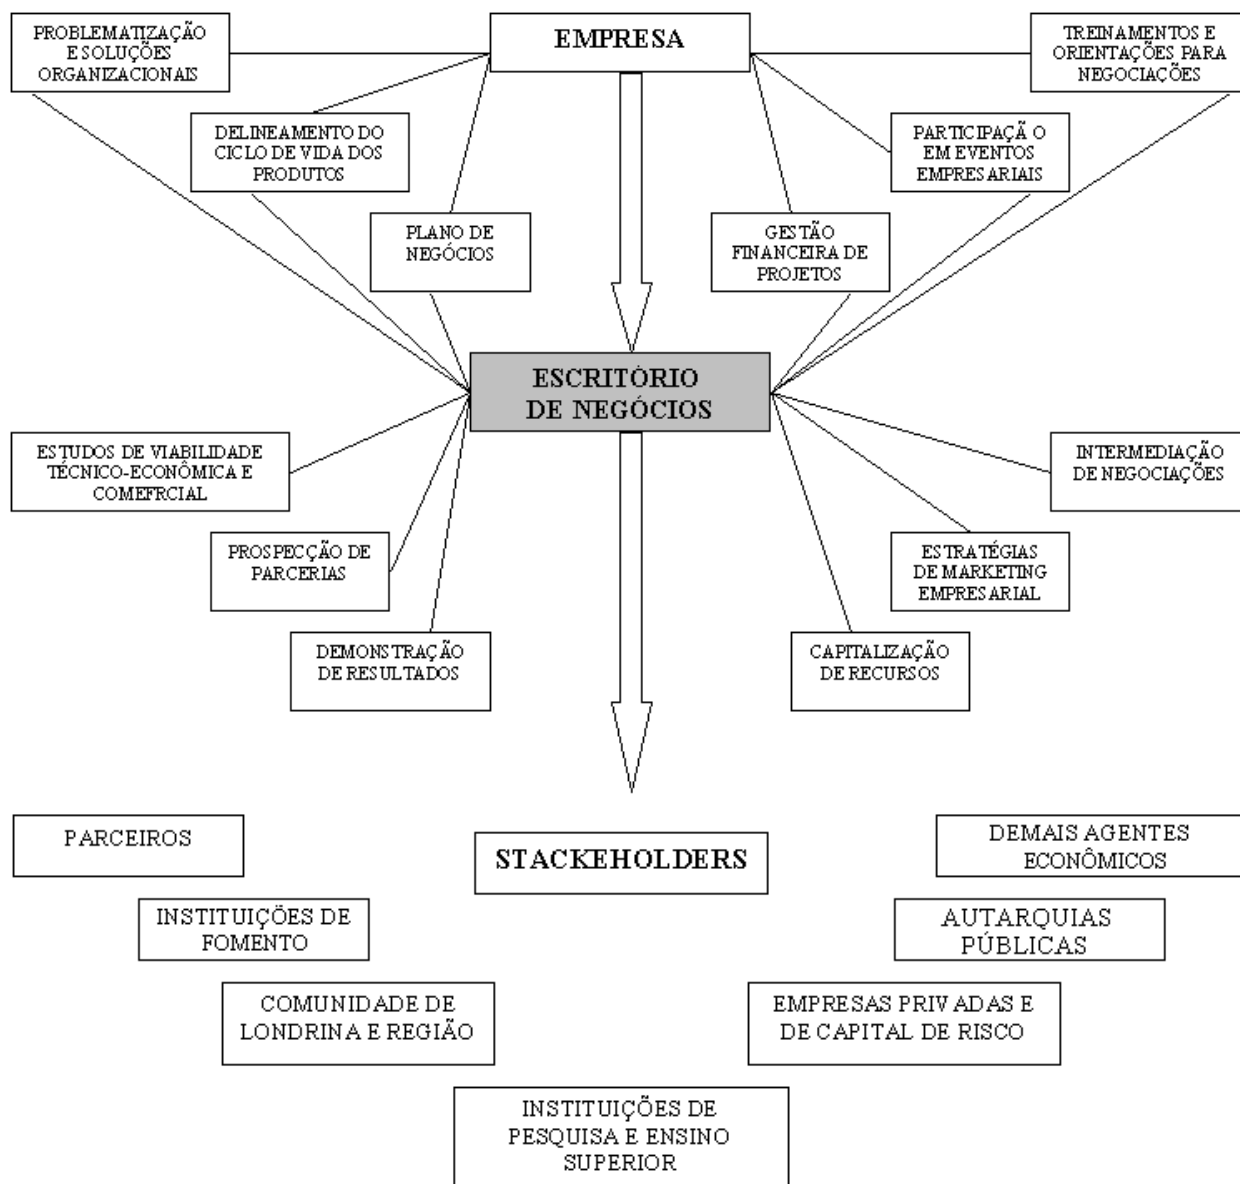 PROBLEMATIZAÇÃO
E SOLUÇÕES
ORGANIZACIONAIS
EMPRESA
TREINAMENTOS E
ORIENTAÇÕES PARA
NEGOCIAÇÕES
DELINEAMENTO DO
CICLO DE VIDA DOS
PRODUTOS
PARTICIPAÇÃ O
EM EVENTOS
EMPRESARIAIS
PLANO DE
NEGÓCIOS
GESTÃO
FINANCEIRA DE
PROJETOS
ESCRITÓRIO
DE NEGÓCIOS
ESTUDOS DE VIABILIDADE
TÉCNICO-ECONÔMICA E
COMEFRCIAL
INTERMEDIAÇÃO
DE NEGOCIAÇÕES
PROSPECÇÃO DE
PARCERIAS
ESTRATÉGIAS
DE MARKETING
EMPRESARIAL
DEMONSTRAÇÃO
DE RESULTADOS
CAPITALIZAÇÃO
DE RECURSOS
PARCEIROS
STACKEHOLDERS
DEMAIS AGENTES
ECONÔMICOS
INSTITUIÇÕES DE
FOMENTO
AUTARQUIAS
PÚBLICAS
COMUNIDADE DE
LONDRINA E REGIÃO
EMPRESAS PRIVADAS E
DE CAPITAL DE RISCO
INSTITUIÇÕES DE
PESQUISA E ENSINO
SUPERIOR